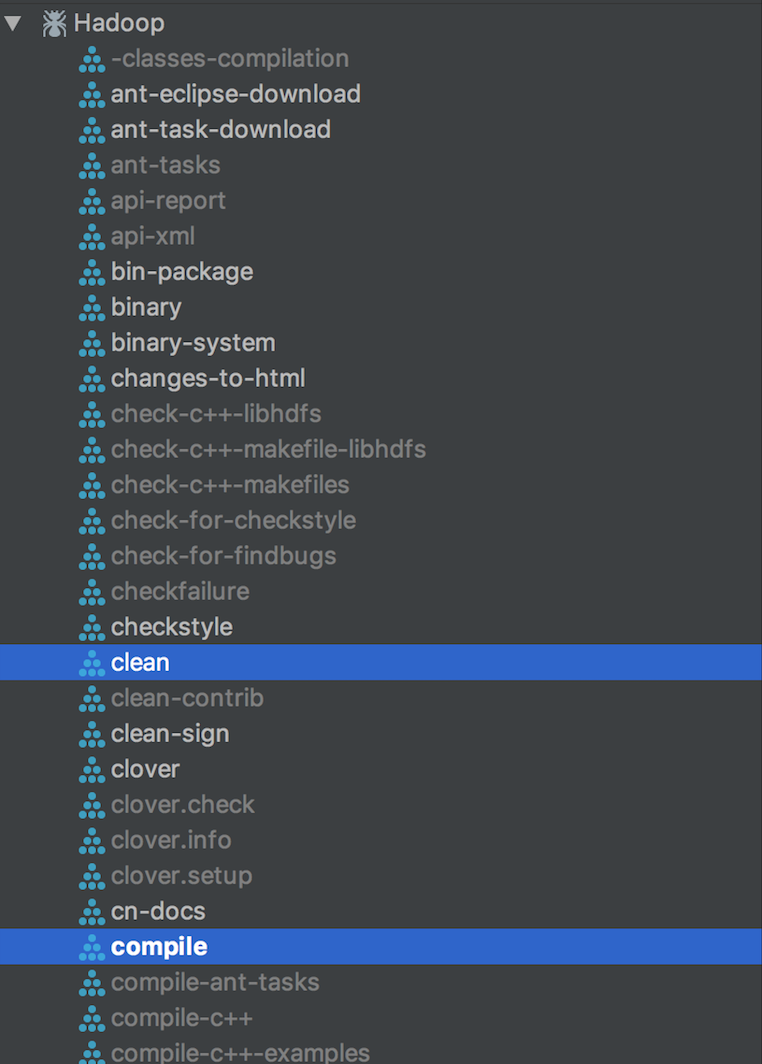 Hadoop
-classes-compilation
ant-eclipse-download
ant-task-download
ant-tasks
api-report
api-xml
bin-package
binary
binary-system
changes-to-html
check-c++-libhdfs
check-c++-makefile-libhdfs
check-c++-makefiles
check-for-checkstyle
check-for-findbugs
checkfailure
checkstyle
clean
clean-contrib
clean-sign
clover
clover.check
clover.info
clover.setup
cn-docs
compile
compile-ant-tasks
compile-c++
compile-c++-examples